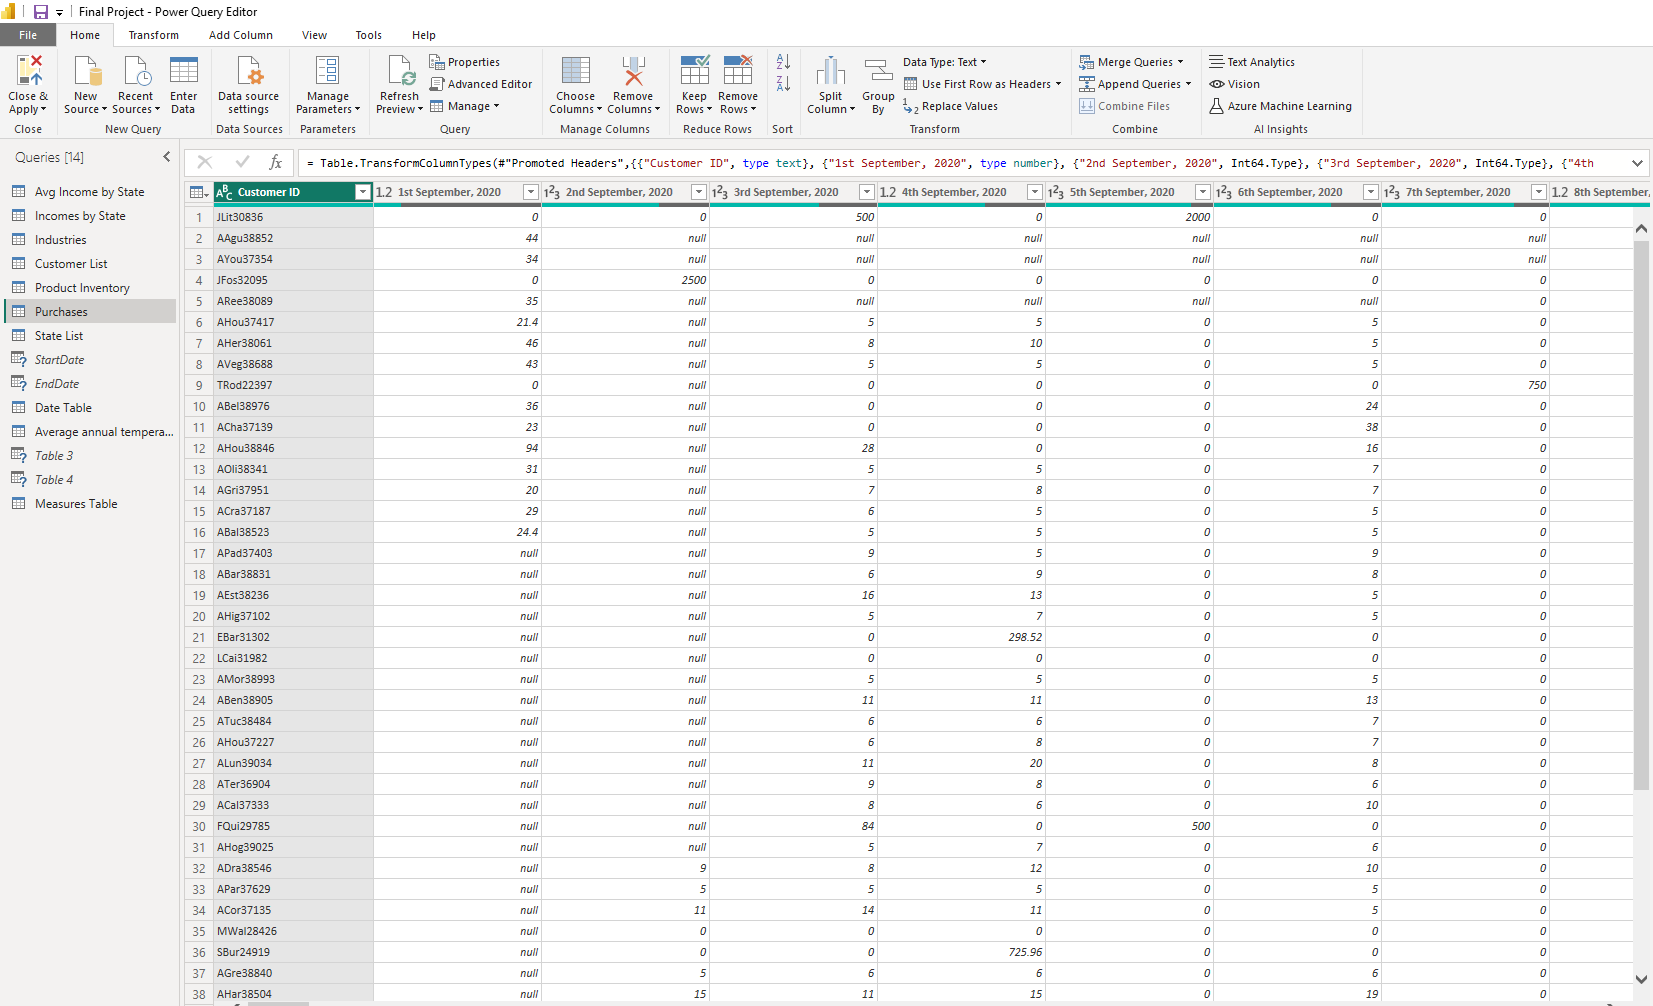 Final Project - Power Query Editor
File Home Transform Add Column View Tools Help
Close & Apply
New Source
Recent Sources
Enter Data
Data source settings
Manage Parameters
Refresh Preview
Properties
Advanced Editor
Manage
Choose Columns
Remove Columns
Keep Rows
Remove Rows
Split Column
Group By
Data Type: Text
Use First Row as Headers
Replace Values
Merge Queries
Append Queries
Combine Files
Text Analytics
Vision
Azure Machine Learning
Close New Query Data Sources Parameters Query Manage Columns Reduce Rows Sort Transform Combine AI Insights
Queries [14]
Avg Income by State
Incomes by State
Industries
Customer List
Product Inventory
Purchases
State List
StartDate
EndDate
Date Table
Average annual tempera...
Table 3
Table 4
Measures Table
fx = Table.TransformColumnTypes(#"Promoted Headers",{{"Customer ID", type text}, {"1st September, 2020", type number}, {"2nd September, 2020", Int64.Type}, {"3rd September, 2020", Int64.Type}, {"4th
ABC Customer ID 1.2 1st September, 2020 123 2nd September, 2020 123 3rd September, 2020 1.2 4th September, 2020 123 5th September, 2020 123 6th September, 2020 123 7th September, 2020 1.2 8th September,
1 JLit30836 0 0 500 0 2000 0 0
2 AAgu38852 44 null null null null null null
3 AYou37354 34 null null null null null null
4 JFos32095 0 2500 0 0 0 0 0
5 ARee38089 35 null null null null null 0
6 AHou37417 21.4 null 5 5 0 5 0
7 AHer38061 46 null 8 10 0 5 0
8 AVeg38688 43 null 5 5 0 5 0
9 TRod22397 0 null 0 0 0 0 750
10 ABel38976 36 null 0 0 0 24 0
11 ACha37139 23 null 0 0 0 38 0
12 AHou38846 94 null 28 0 0 16 0
13 AOli38341 31 null 5 5 0 7 0
14 AGri37951 20 null 7 8 0 7 0
15 ACra37187 29 null 6 5 0 5 0
16 ABal38523 24.4 null 5 5 0 5 0
17 APad37403 null null 9 5 0 9 0
18 ABar38831 null null 6 9 0 8 0
19 AEst38236 null null 16 13 0 5 0
20 AHig37102 null null 5 7 0 5 0
21 EBar31302 null null 0 298.52 0 0 0
22 LCai31982 null null 0 0 0 0 0
23 AMor38993 null null 5 5 0 5 0
24 ABen38905 null null 11 11 0 13 0
25 ATuc38484 null null 6 6 0 7 0
26 AHou37227 null null 6 8 0 7 0
27 ALun39034 null null 11 20 0 8 0
28 ATer36904 null null 9 8 0 6 0
29 ACal37333 null null 8 6 0 10 0
30 FQui29785 null null 84 0 500 0 0
31 AHog39025 null null 5 7 0 6 0
32 ADra38546 null 9 8 12 0 10 0
33 APar37629 null 5 5 5 0 5 0
34 ACor37135 null 11 14 11 0 5 0
35 MWal28426 null 0 0 0 0 0 0
36 SBur24919 null 0 0 725.96 0 0 0
37 AGre38840 null 5 6 6 0 6 0
38 AHar38504 null 15 11 15 0 19 0